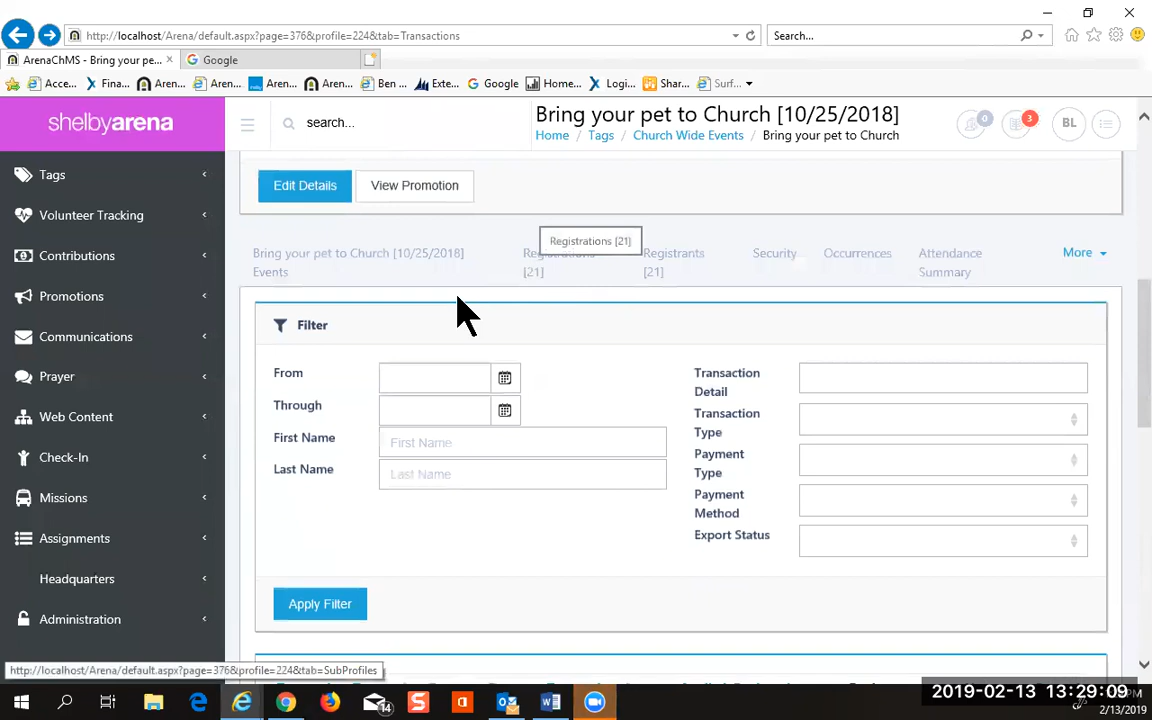 http://localhost/Arena/default.aspx?page=376&profile=224&tab=Transactions
Search...
ArenaChMS - Bring your pe...
Google
Acce...
Fina...
Aren...
Aren...
Aren...
Aren...
Ben ...
Exte...
Google
Home...
Logi...
Shar...
Surf...
shelbyarena
search...
Bring your pet to Church [10/25/2018]
Home / Tags / Church Wide Events / Bring your pet to Church
0
3
BL
Tags
Volunteer Tracking
Contributions
Promotions
Communications
Prayer
Web Content
Check-In
Missions
Assignments
Headquarters
Administration
Edit Details
View Promotion
Registrations [21]
Bring your pet to Church [10/25/2018]
Events
Registrations
[21]
Registrants
[21]
Security
Occurrences
Attendance
Summary
More
Filter
From
Through
First Name
First Name
Last Name
Last Name
Transaction
Detail
Transaction
Type
Payment
Type
Payment
Method
Export Status
Apply Filter
http://localhost/Arena/default.aspx?page=376&profile=224&tab=SubProfiles
14
2019-02-13 13:29:09
PM
2/13/2019